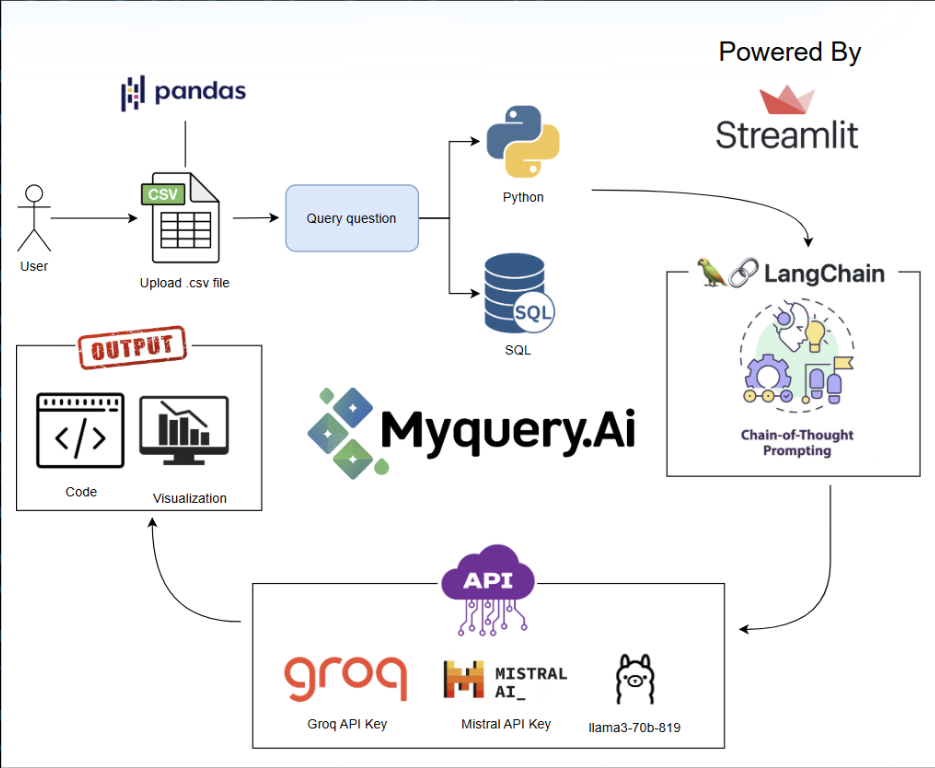 Powered By
Streamlit
pandas
CSV
User
Upload .csv file
Query question
Python
SQL
SQL
LangChain
Chain-of-Thought
Prompting
OUTPUT
</>
Code
Visualization
Myquery.Ai
API
groq
MISTRAL
AI_
Groq API Key
Mistral API Key
llama3-70b-819